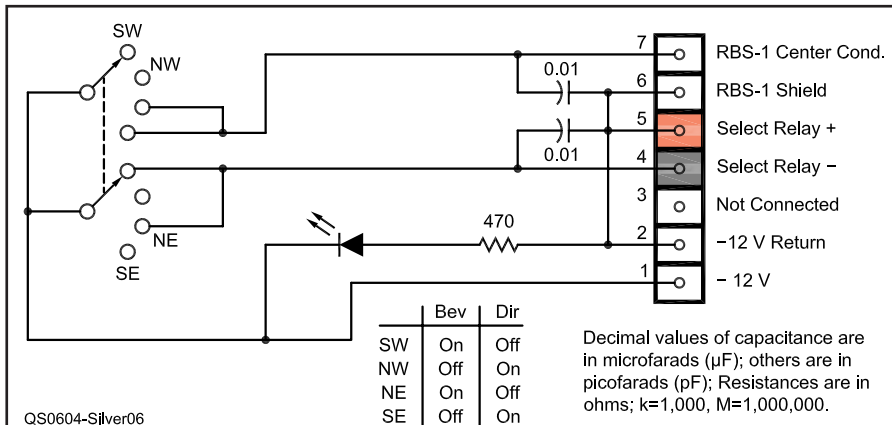 SW
NW
NE
SE
0.01
0.01
470
7 RBS-1 Center Cond.
6 RBS-1 Shield
5 Select Relay +
4 Select Relay −
3 Not Connected
2 −12 V Return
1 − 12 V
Bev Dir
SW On Off
NW Off On
NE On Off
SE Off On
Decimal values of capacitance are
in microfarads (µF); others are in
picofarads (pF); Resistances are in
ohms; k=1,000, M=1,000,000.
QS0604-Silver06